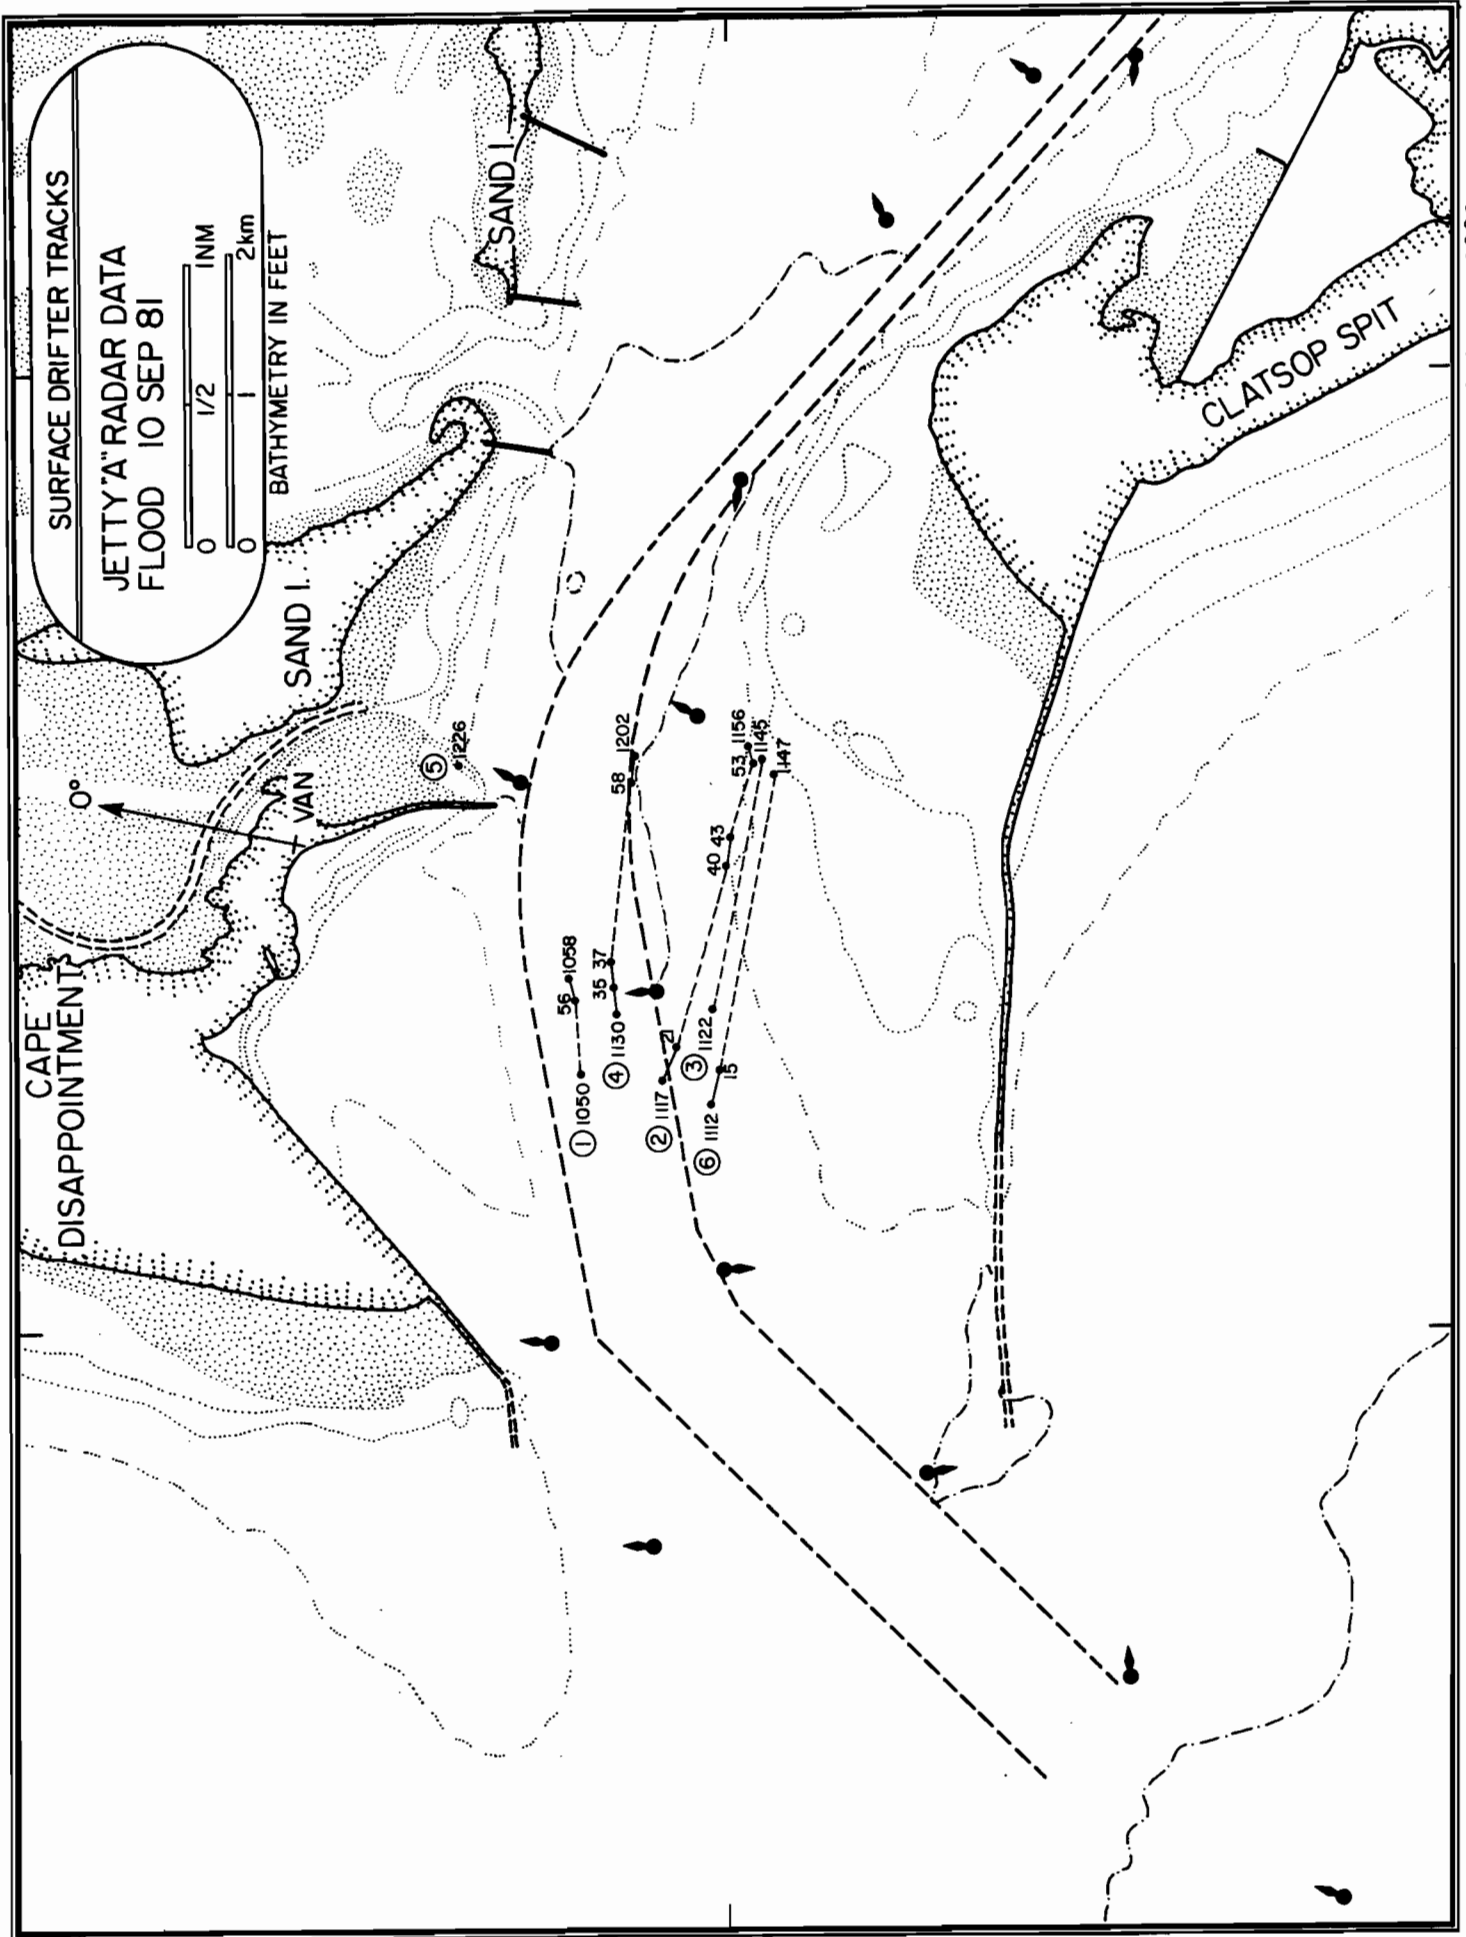 SURFACE DRIFTER TRACKS
JETTY "A" RADAR DATA
FLOOD 10 SEP 81
0 1/2 1NM
0 1 2km
BATHYMETRY IN FEET
CAPE
DISAPPOINTMENT
0°
VAN
SAND I.
SAND I.
5
1226
1 1050
56
1058
4 1130
35
37
58
1202
2 1117
21
40
43
53
1156
3 1122
1145
6 1112
15
1147
CLATSOP SPIT